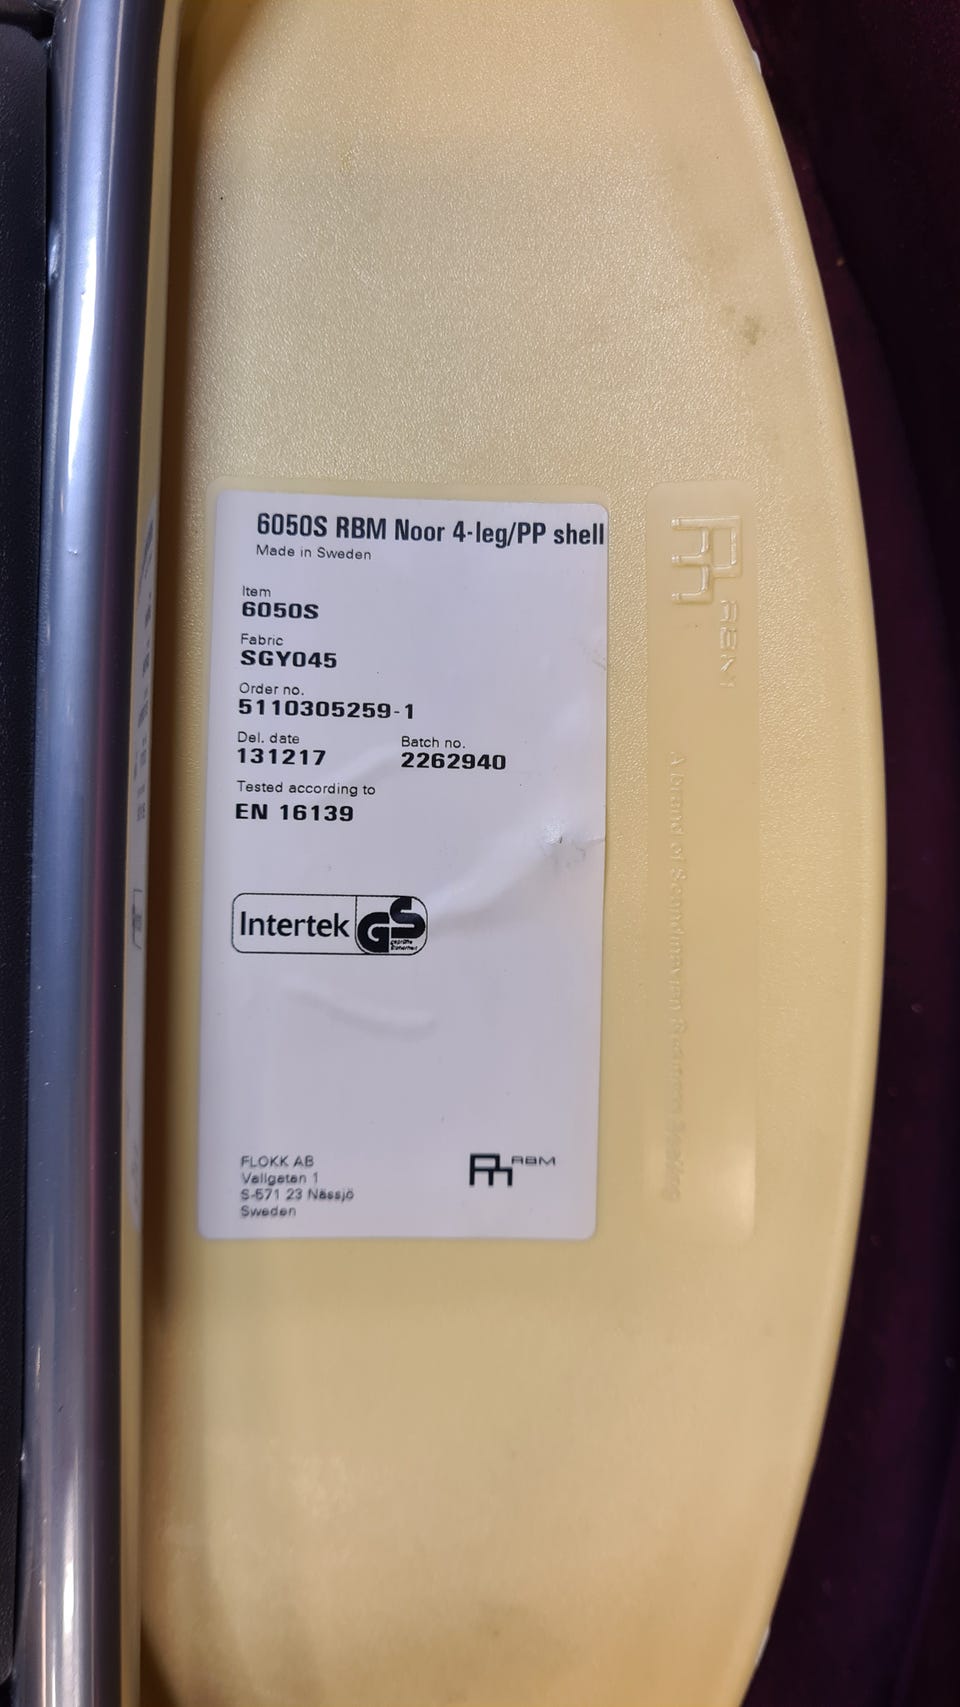 6050S RBM Noor 4-leg/PP shell
Made in Sweden
Item
6050S
Fabric
SGY045
Order no.
5110305259-1
Del. date
131217
Batch no.
2262940
Tested according to
EN 16139
Intertek
GS
geprüfte
Sicherheit
FLOKK AB
Vallgatan 1
S-571 23 Nässjö
Sweden
RBM
RBM
A brand of Scandinavian Business Seating